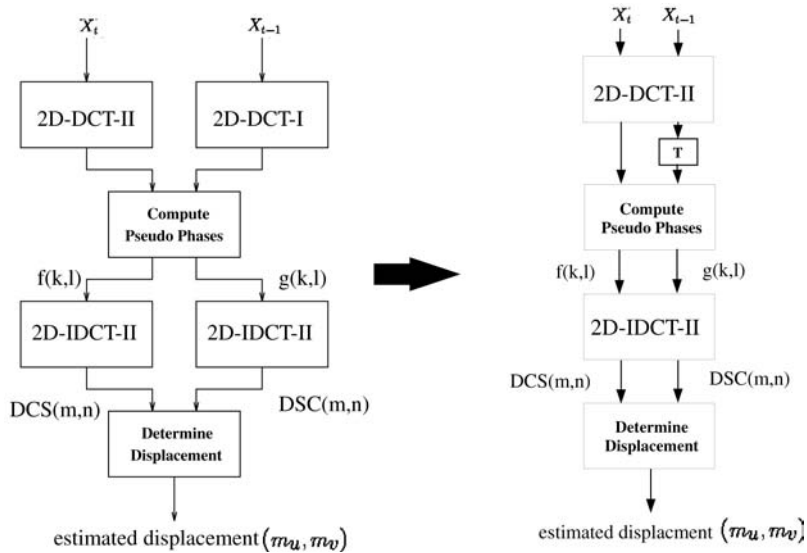 X_t X_{t-1}
2D-DCT-II 2D-DCT-I
Compute
Pseudo Phases
f(k,l) g(k,l)
2D-IDCT-II 2D-IDCT-II
DCS(m,n) DSC(m,n)
Determine
Displacement
estimated displacement (m_u, m_v)
X_t X_{t-1}
2D-DCT-II
T
Compute
Pseudo Phases
f(k,l) g(k,l)
2D-IDCT-II
DCS(m,n) DSC(m,n)
Determine
Displacement
estimated displacment (m_u, m_v)